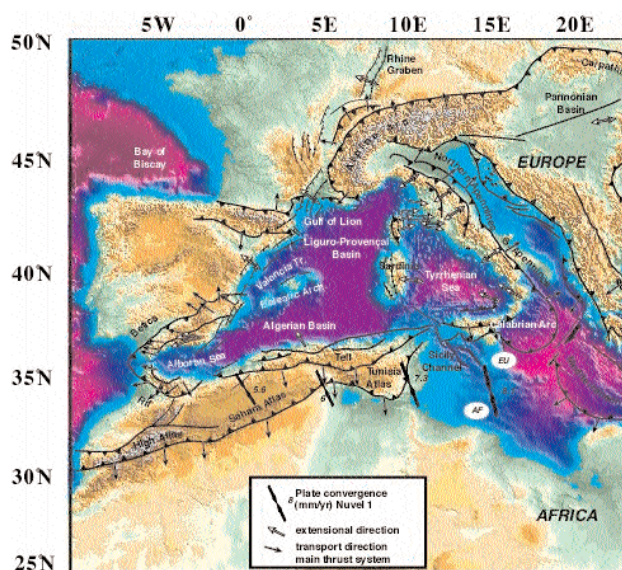 5W 0° 5E 10E 15E 20E
50N
45N
40N
35N
30N
25N
Rhine
Graben
Pannonian
Basin
Bay of
Biscay
EUROPE
Gulf of Lion
Liguro-Provençal
Basin
Valencia Tr.
Balearic Arch
Sardinia
Tyrrhenian
Sea
Algerian Basin
Calabrian Arc
Betics
Alboran Sea
Rif
Tell
Sicily
Channel
EU
Tunisia
Atlas
5.6
7.3
AF
Sahara Atlas
High Atlas
AFRICA
8 Plate convergence
(mm/yr) Nuvel 1
extensional direction
transport direction
main thrust system